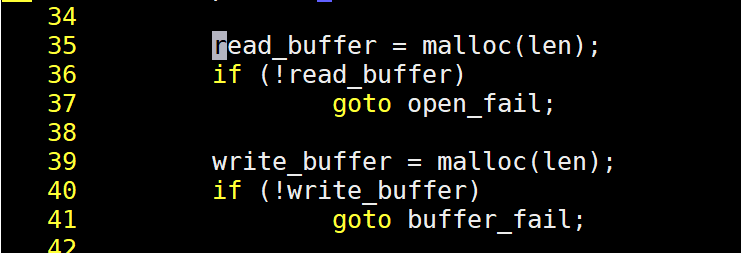 34
35 read_buffer = malloc(len);
36 if (!read_buffer)
37 goto open_fail;
38
39 write_buffer = malloc(len);
40 if (!write_buffer)
41 goto buffer_fail;
42